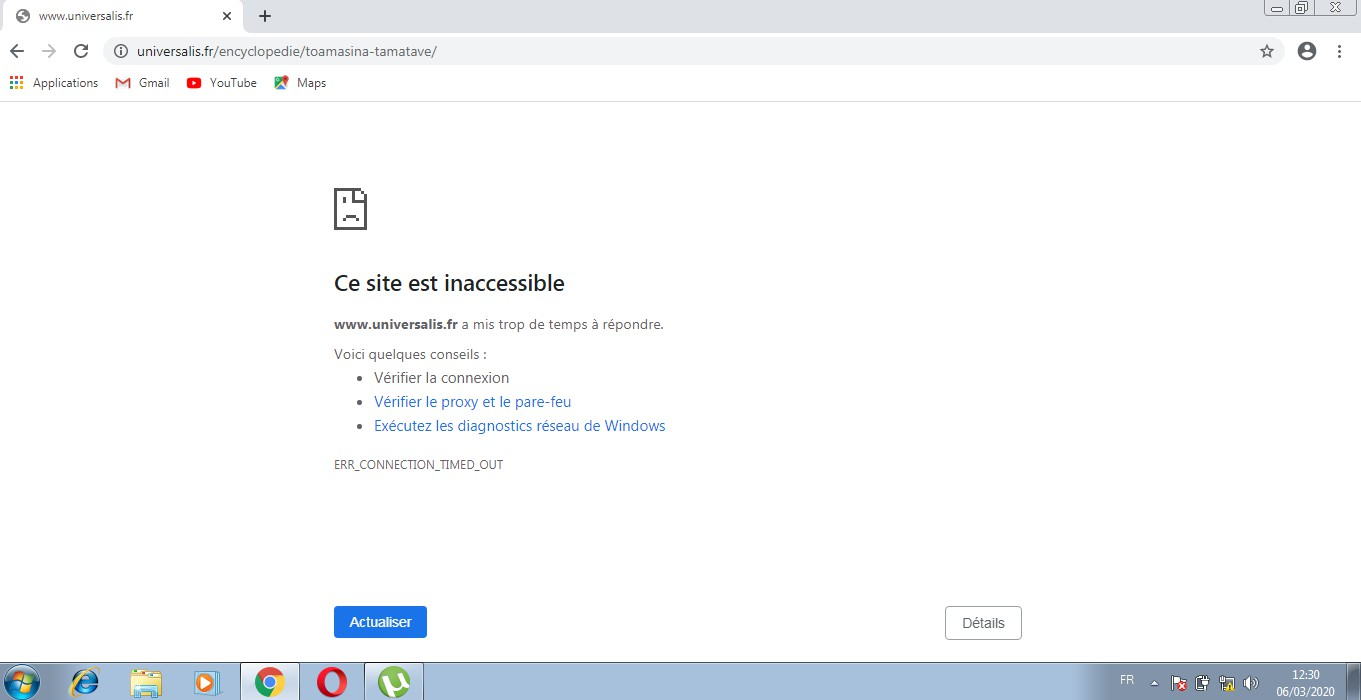 www.universalis.fr
universalis.fr/encyclopedie/toamasina-tamatave/
Applications Gmail YouTube Maps
Ce site est inaccessible
www.universalis.fr a mis trop de temps à répondre.
Voici quelques conseils :
Vérifier la connexion
Vérifier le proxy et le pare-feu
Exécutez les diagnostics réseau de Windows
ERR_CONNECTION_TIMED_OUT
Actualiser Détails
FR 12:30
06/03/2020